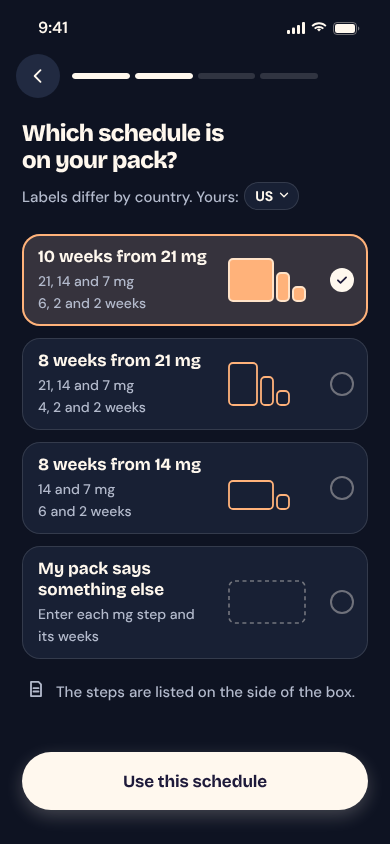 9:41
Which schedule is
on your pack?
Labels differ by country. Yours: US
10 weeks from 21 mg
21, 14 and 7 mg
6, 2 and 2 weeks
8 weeks from 21 mg
21, 14 and 7 mg
4, 2 and 2 weeks
8 weeks from 14 mg
14 and 7 mg
6 and 2 weeks
My pack says
something else
Enter each mg step and
its weeks
The steps are listed on the side of the box.
Use this schedule